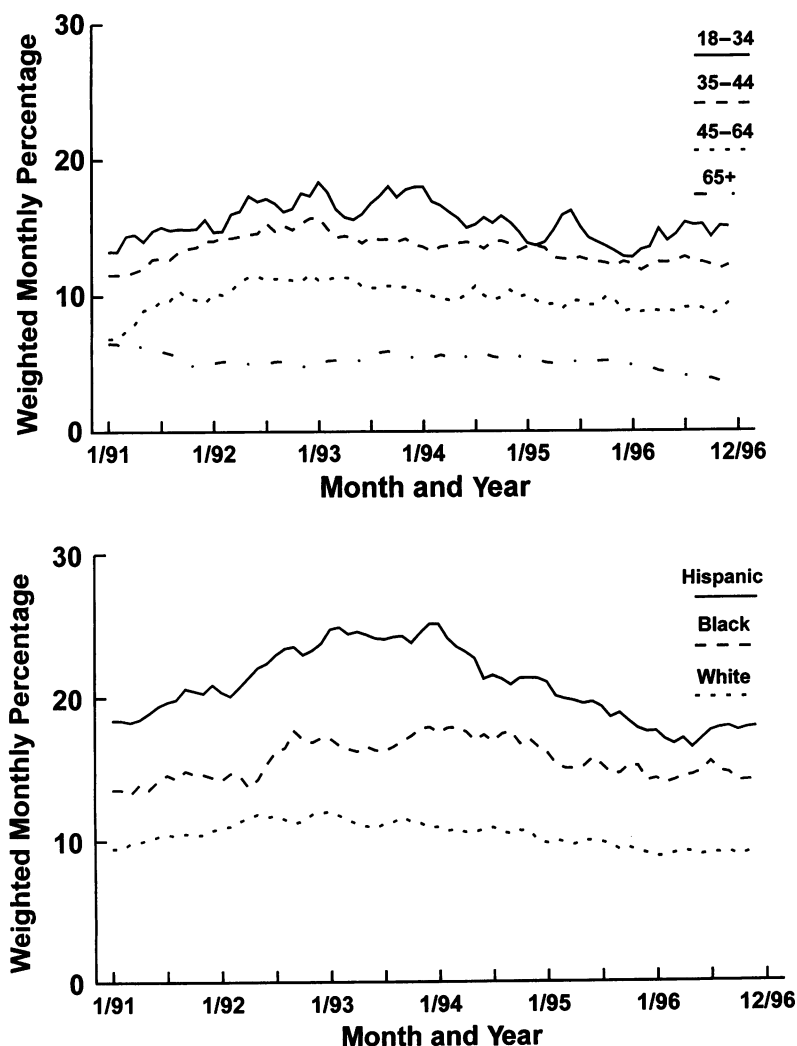 30
18–34
35–44
45–64
65+
20
10
0
Weighted Monthly Percentage
1/91 1/92 1/93 1/94 1/95 1/96 12/96
Month and Year
30
Hispanic
Black
White
20
10
0
Weighted Monthly Percentage
1/91 1/92 1/93 1/94 1/95 1/96 12/96
Month and Year